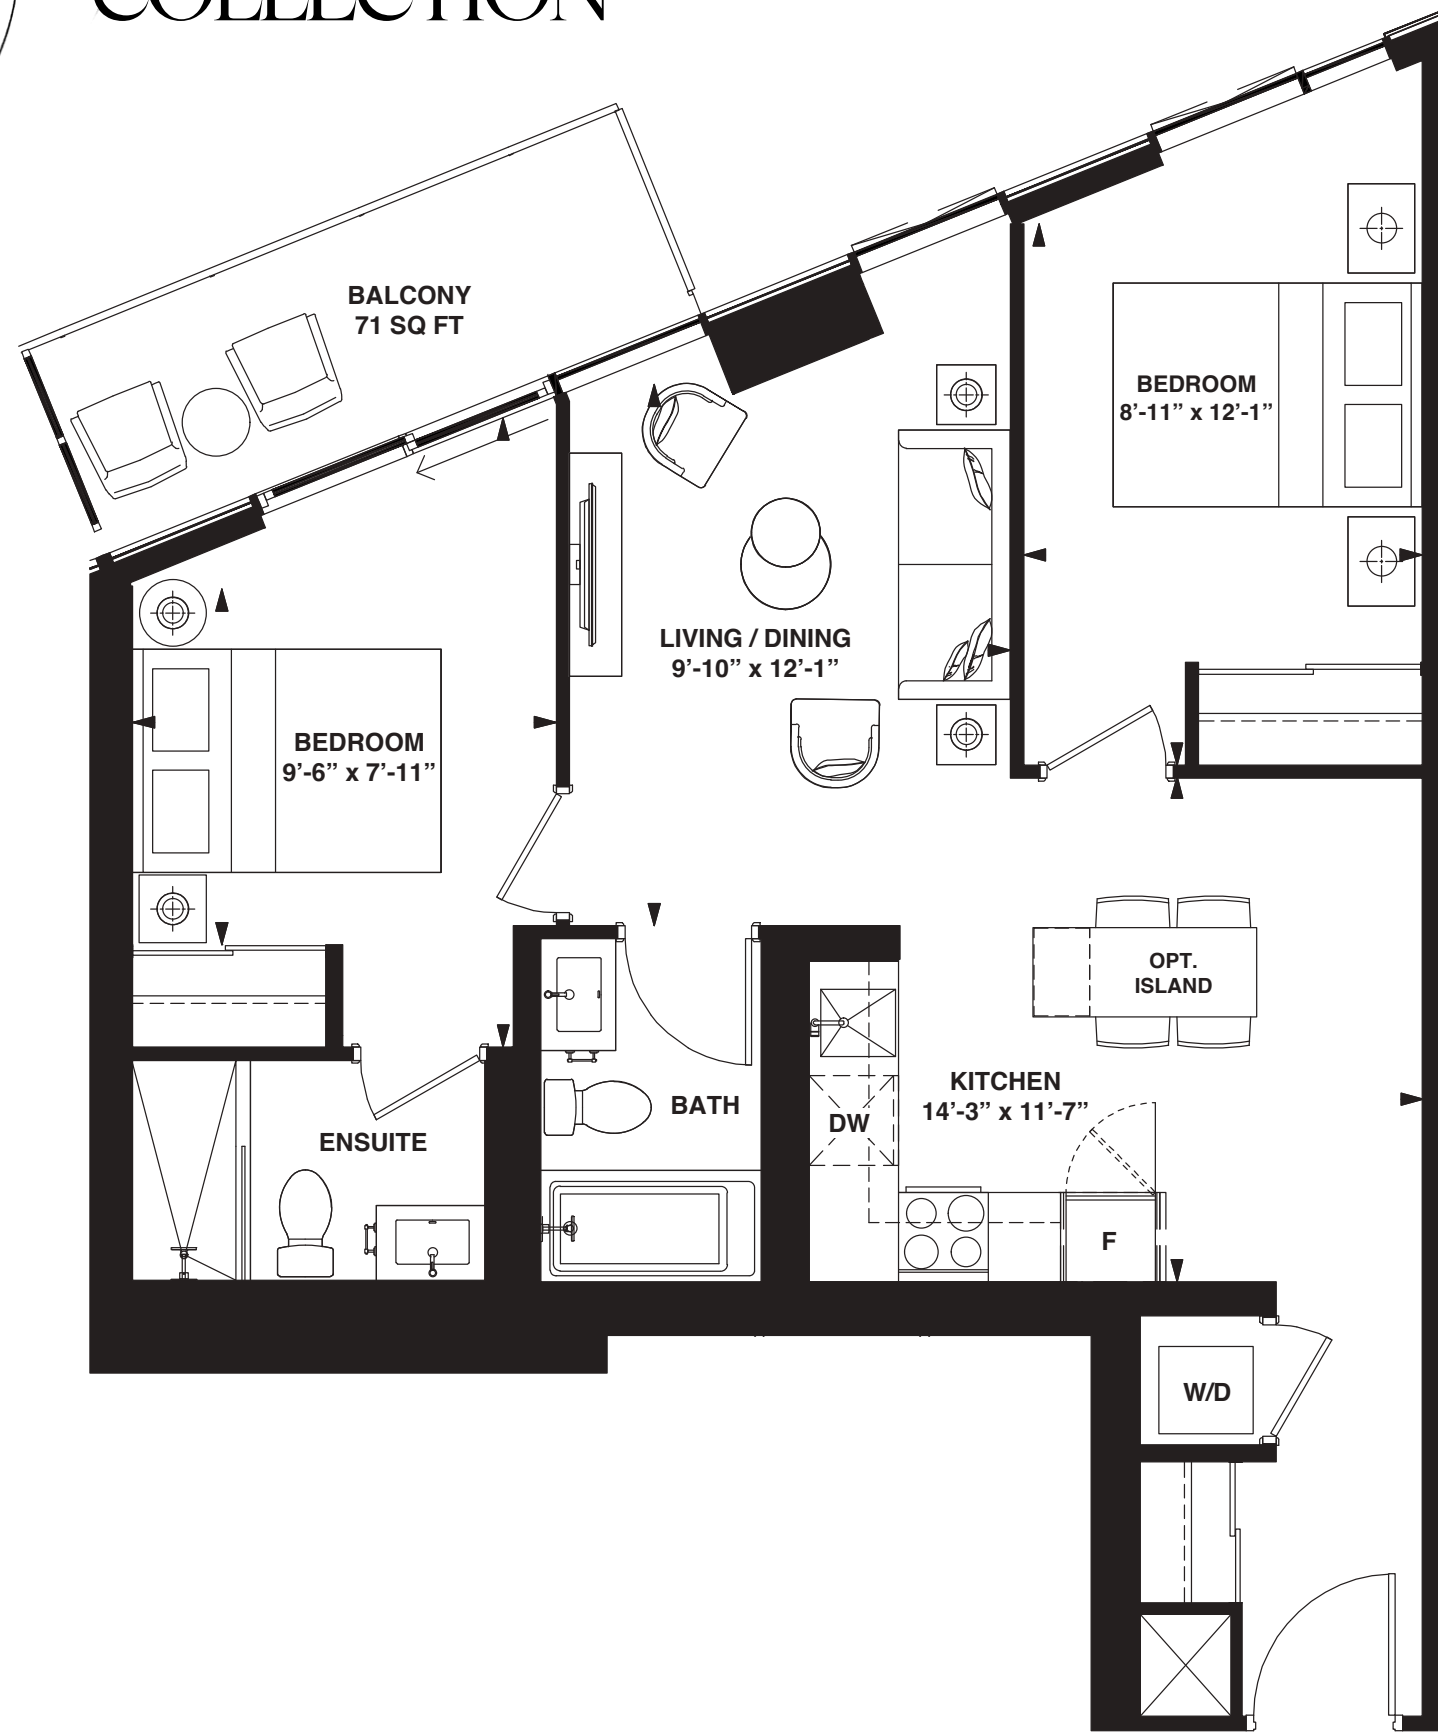 COLLECTION
BALCONY
71 SQ FT
BEDROOM
8’-11” x 12’-1”
LIVING / DINING
9’-10” x 12’-1”
BEDROOM
9’-6” x 7’-11”
OPT.
ISLAND
KITCHEN
14’-3” x 11’-7”
BATH
DW
ENSUITE
F
W/D